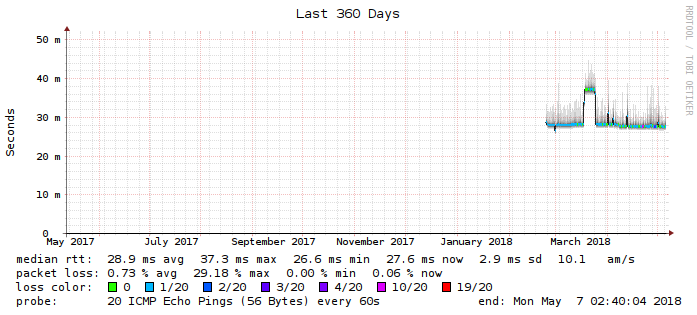 Last 360 Days
RRDTOOL / TOBI OETIKER
Seconds
50 m
40 m
30 m
20 m
10 m
0
May 2017 July 2017 September 2017 November 2017 January 2018 March 2018
median rtt: 28.9 ms avg 37.3 ms max 26.6 ms min 27.6 ms now 2.9 ms sd 10.1 am/s
packet loss: 0.73 % avg 29.18 % max 0.00 % min 0.06 % now
loss color: 0 1/20 2/20 3/20 4/20 10/20 19/20
probe: 20 ICMP Echo Pings (56 Bytes) every 60s end: Mon May 7 02:40:04 2018